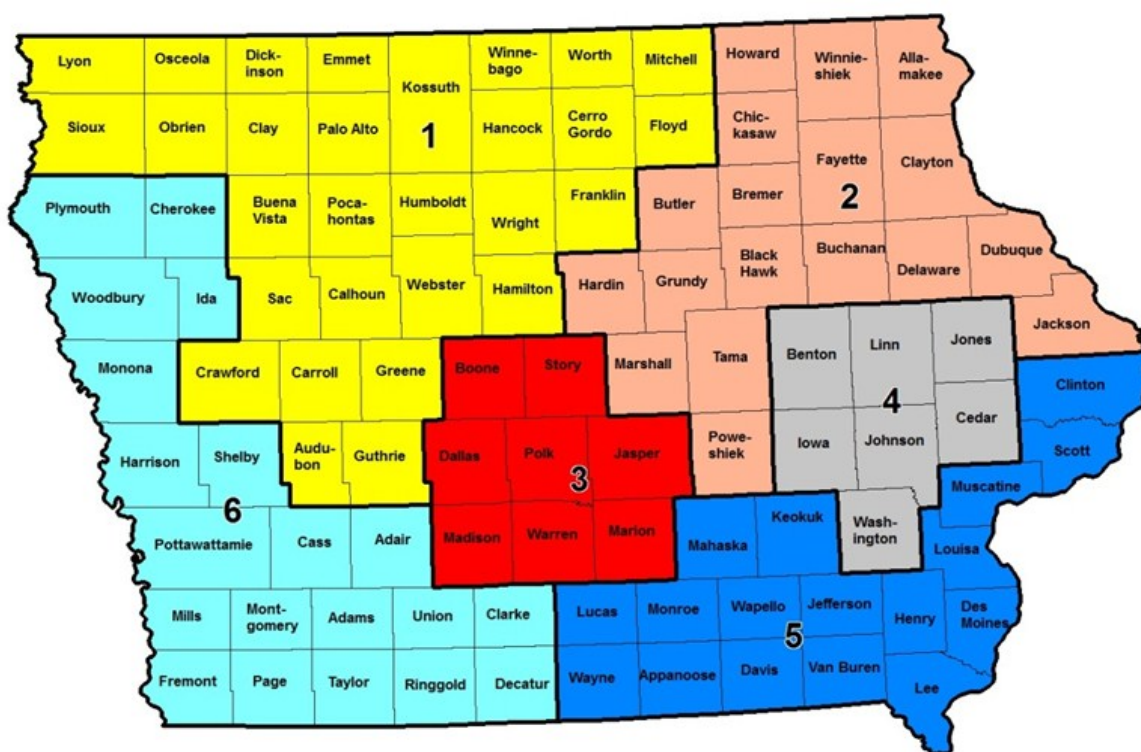 Lyon
Osceola
Dick-
inson
Emmet
Kossuth
Winne-
bago
Worth
Mitchell
Howard
Winnie-
shiek
Alla-
makee
Sioux
Obrien
Clay
Palo Alto
1
Hancock
Cerro
Gordo
Floyd
Chic-
kasaw
Fayette
Clayton
2
Plymouth
Cherokee
Buena
Vista
Poca-
hontas
Humboldt
Wright
Franklin
Butler
Bremer
Woodbury
Ida
Sac
Calhoun
Webster
Hamilton
Hardin
Grundy
Black
Hawk
Buchanan
Delaware
Dubuque
Jackson
Monona
Crawford
Carroll
Greene
Boone
Story
Marshall
Tama
Benton
Linn
Jones
4
Clinton
Harrison
Shelby
Audu-
bon
Guthrie
Dallas
Polk
Jasper
3
Powe-
shiek
Iowa
Johnson
Cedar
Scott
Muscatine
6
Pottawattamie
Cass
Adair
Madison
Warren
Marion
Mahaska
Keokuk
Wash-
ington
Louisa
Mills
Mont-
gomery
Adams
Union
Clarke
Lucas
Monroe
Wapello
Jefferson
5
Henry
Des
Moines
Fremont
Page
Taylor
Ringgold
Decatur
Wayne
Appanoose
Davis
Van Buren
Lee